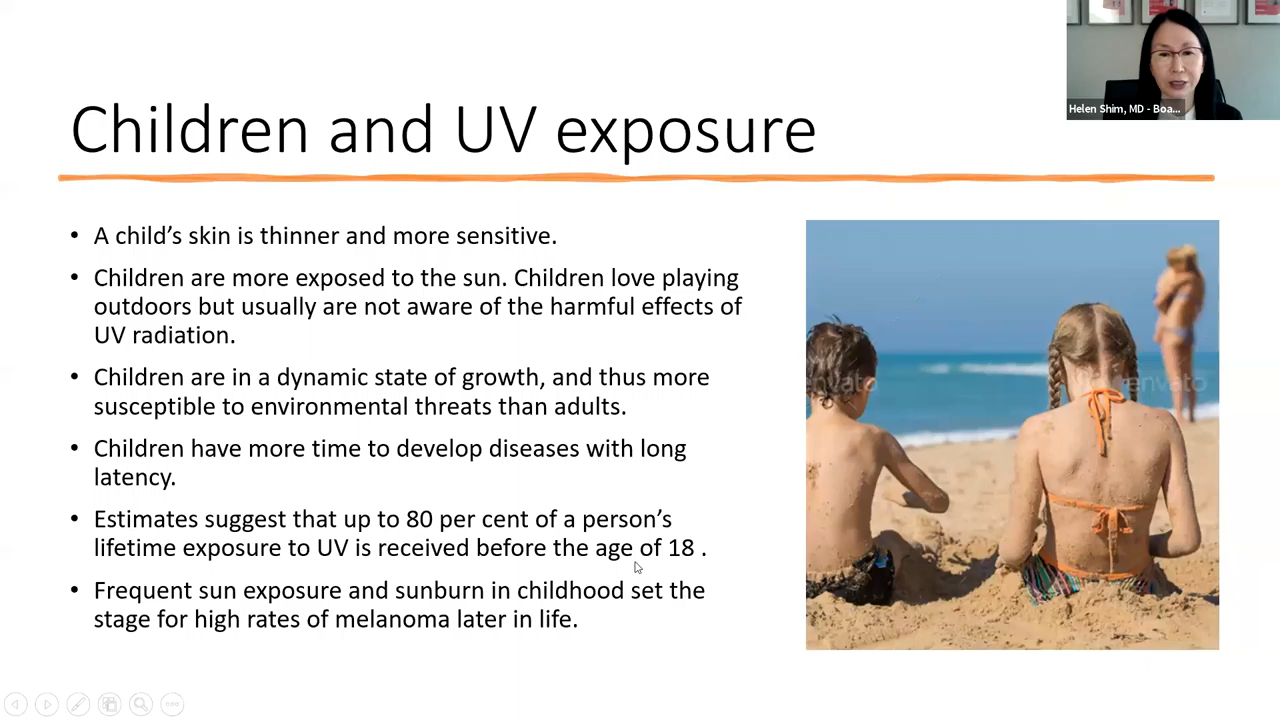 Helen Shim, MD - Boa...
Children and UV exposure
• A child’s skin is thinner and more sensitive.
• Children are more exposed to the sun. Children love playing
outdoors but usually are not aware of the harmful effects of
UV radiation.
• Children are in a dynamic state of growth, and thus more
susceptible to environmental threats than adults.
• Children have more time to develop diseases with long
latency.
• Estimates suggest that up to 80 per cent of a person’s
lifetime exposure to UV is received before the age of 18 .
• Frequent sun exposure and sunburn in childhood set the
stage for high rates of melanoma later in life.
envato
envato